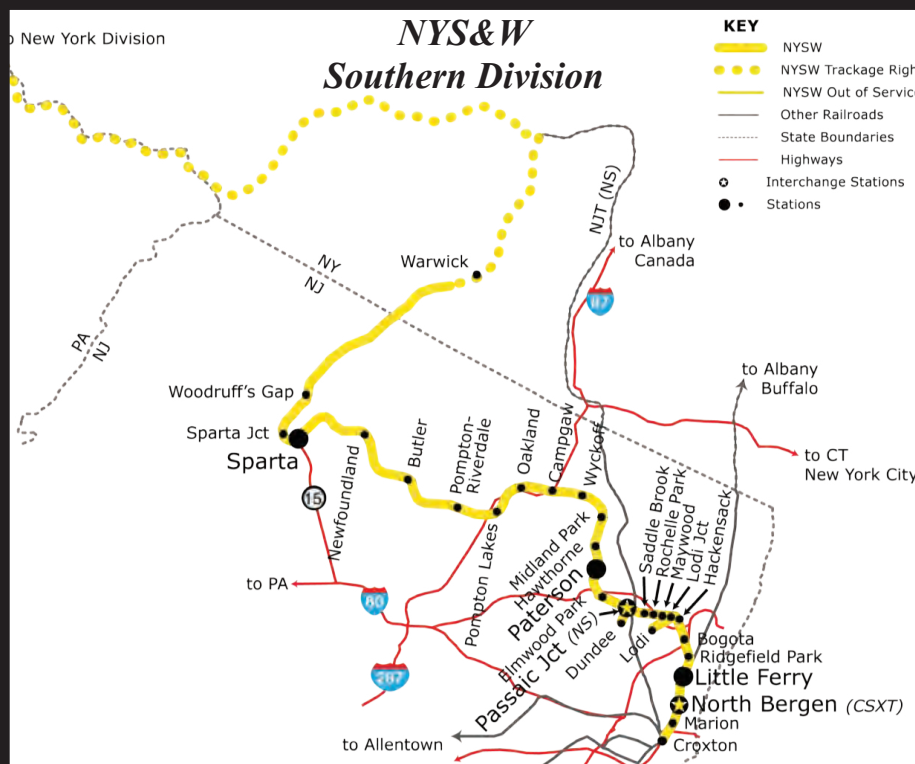 NYS&W
Southern Division
o New York Division
KEY
NYSW
NYSW Trackage Righ
NYSW Out of Service
Other Railroads
State Boundaries
Highways
Interchange Stations
Stations
NJT (NS)
to Albany
Canada
87
Warwick
NY
NJ
PA
NJ
to Albany
Buffalo
Woodruff's Gap
Sparta Jct
Sparta
15
Newfoundland
Butler
Pompton-
Riverdale
Pompton Lakes
Oakland
Campgaw
Wyckoff
to CT
New York City
Midland Park
Hawthorne
Paterson
Elmwood Park
Passaic Jct (NS)
Dundee
Lodi
Saddle Brook
Rochelle Park
Maywood
Lodi Jct
Hackensack
to PA
80
287
Bogota
Ridgefield Park
Little Ferry
North Bergen (CSXT)
Marion
Croxton
to Allentown